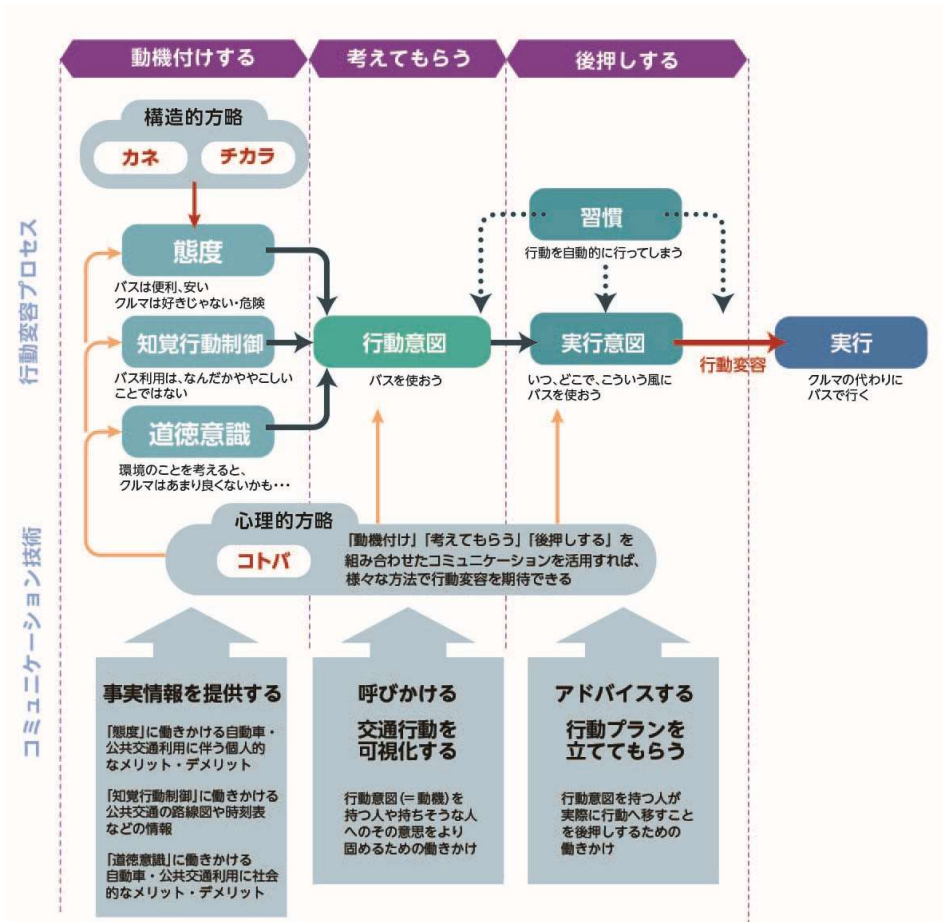 動機付けする
考えてもらう
後押しする
構造的方略
カネ
チカラ
行動変容プロセス
態度
バスは便利、安い
クルマは好きじゃない・危険
知覚行動制御
バス利用は、なんだかややこしい
ことではない
道徳意識
環境のことを考えると、
クルマはあまり良くないかも・・・
行動意図
バスを使おう
習慣
行動を自動的に行ってしまう
実行意図
いつ、どこで、こういう風に
バスを使おう
行動変容
実行
クルマの代わりに
バスで行く
コミュニケーション技術
心理的方略
コトバ
「動機付け」「考えてもらう」「後押しする」を
組み合わせたコミュニケーションを活用すれば、
様々な方法で行動変容を期待できる
事実情報を提供する
「態度」に働きかける自動車・
公共交通利用に伴う個人的
なメリット・デメリット
「知覚行動制御」に働きかける
公共交通の路線図や時刻表
などの情報
「道徳意識」に働きかける
自動車・公共交通利用に社会
的なメリット・デメリット
呼びかける
交通行動を
可視化する
行動意図(=動機)を
持つ人や持ちそうな人
へのその意思をより
固めるための働きかけ
アドバイスする
行動プランを
立ててもらう
行動意図を持つ人が
実際に行動へ移すこと
を後押しするための
働きかけ